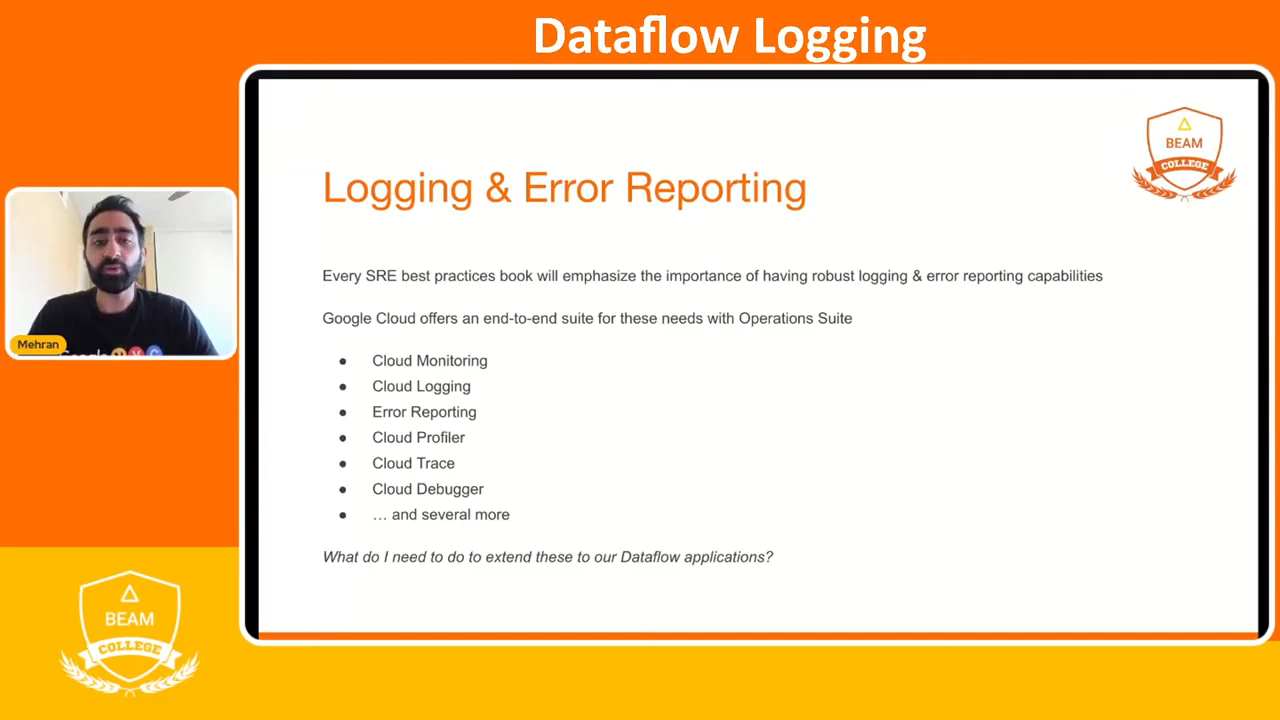 Dataflow Logging
BEAM
COLLEGE
Logging & Error Reporting
Every SRE best practices book will emphasize the importance of having robust logging & error reporting capabilities
Google Cloud offers an end-to-end suite for these needs with Operations Suite
● Cloud Monitoring
● Cloud Logging
● Error Reporting
● Cloud Profiler
● Cloud Trace
● Cloud Debugger
● … and several more
What do I need to do to extend these to our Dataflow applications?
Mehran
BEAM
COLLEGE